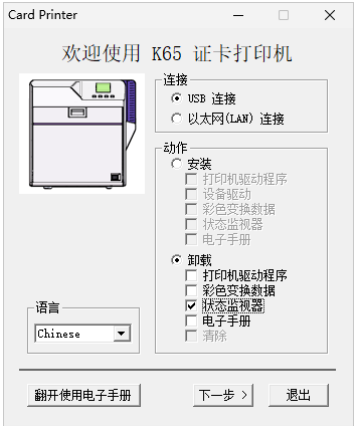 Card Printer
欢迎使用 K65 证卡打印机
连接
USB 连接
以太网(LAN) 连接
动作
安装
打印机驱动程序
设备驱动
彩色变换数据
状态监视器
电子手册
卸载
打印机驱动程序
彩色变换数据
状态监视器
电子手册
清除
语言
Chinese
翻开使用电子手册
下一步 >
退出